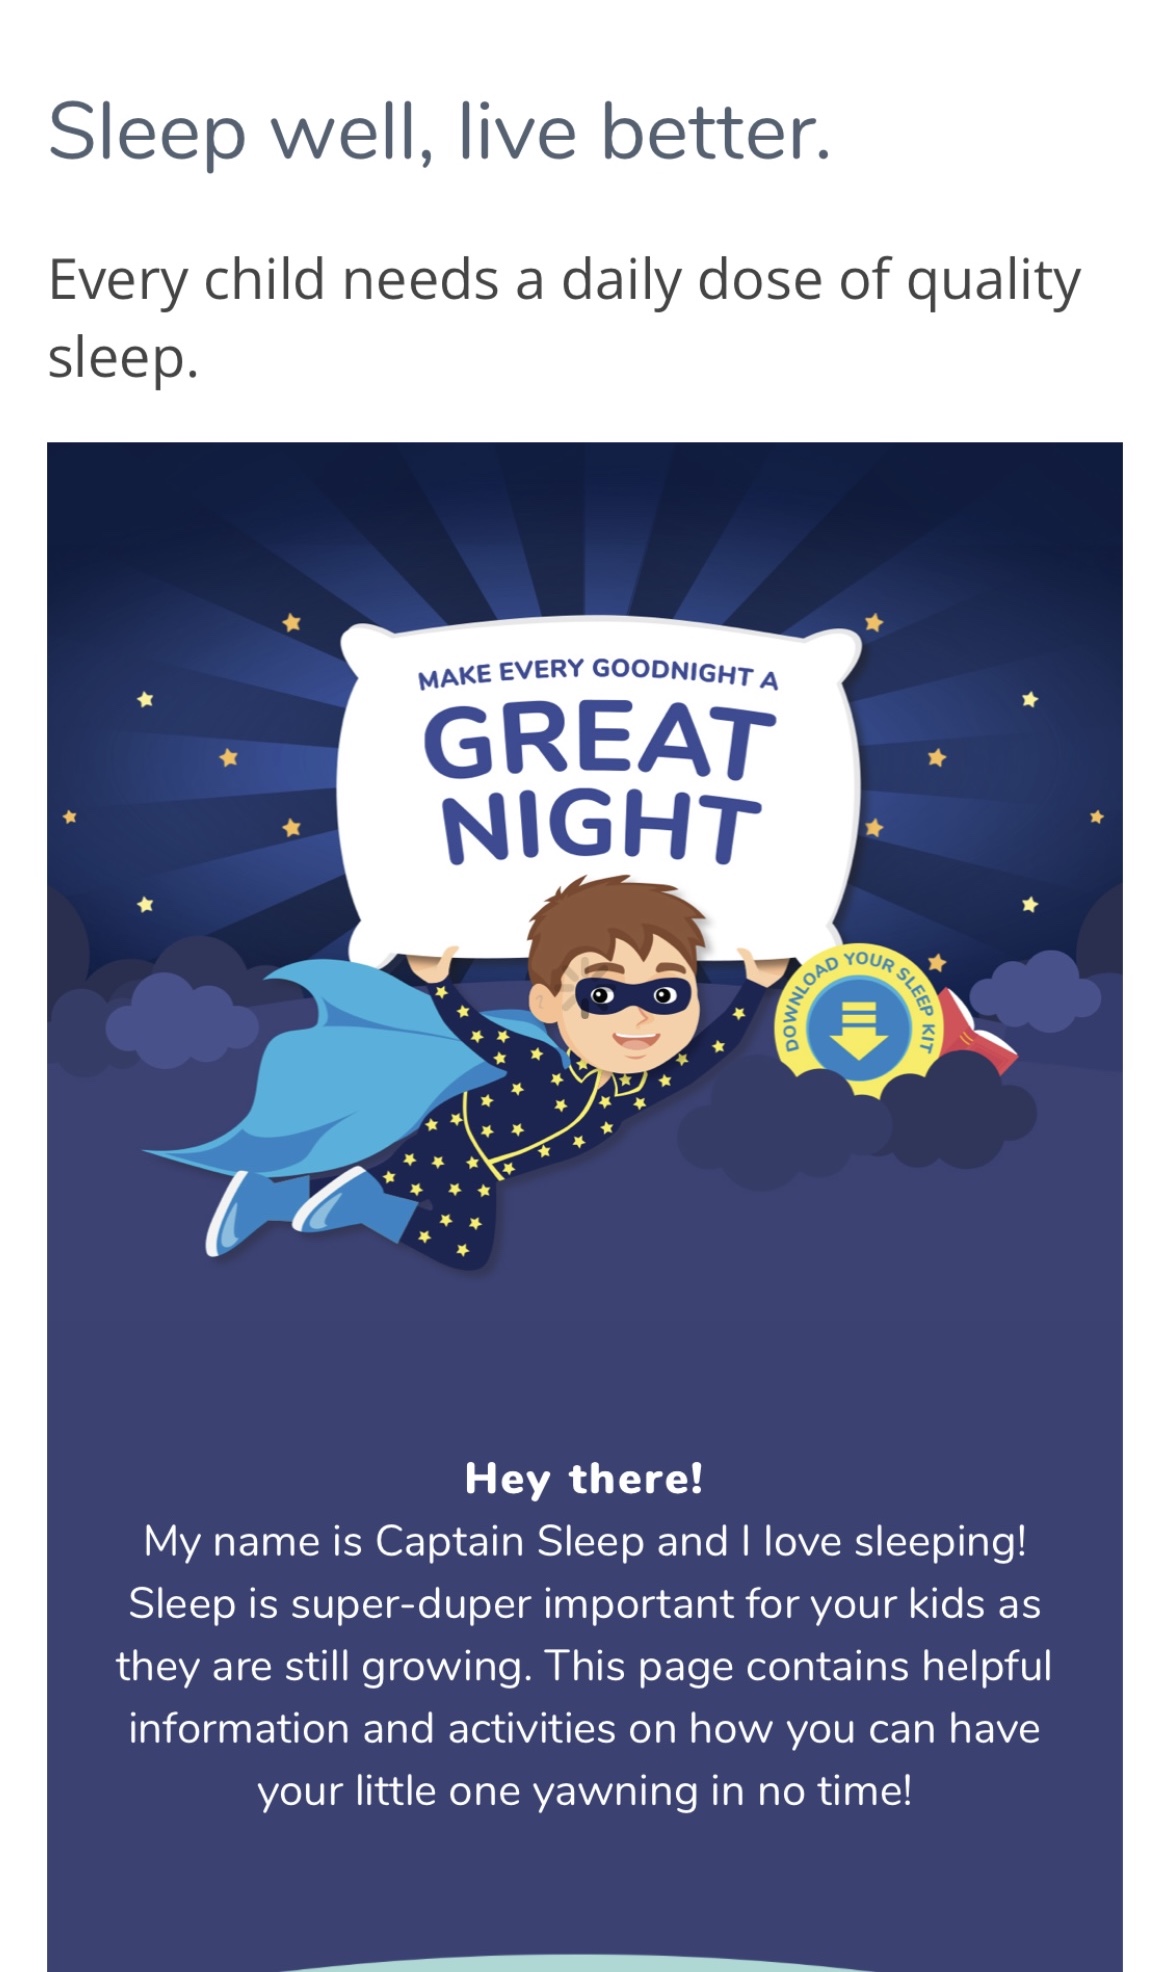 Sleep well, live better.
Every child needs a daily dose of quality
sleep.
MAKE EVERY GOODNIGHT A
GREAT
NIGHT
DOWNLOAD YOUR SLEEP KIT
Hey there!
My name is Captain Sleep and I love sleeping!
Sleep is super-duper important for your kids as
they are still growing. This page contains helpful
information and activities on how you can have
your little one yawning in no time!